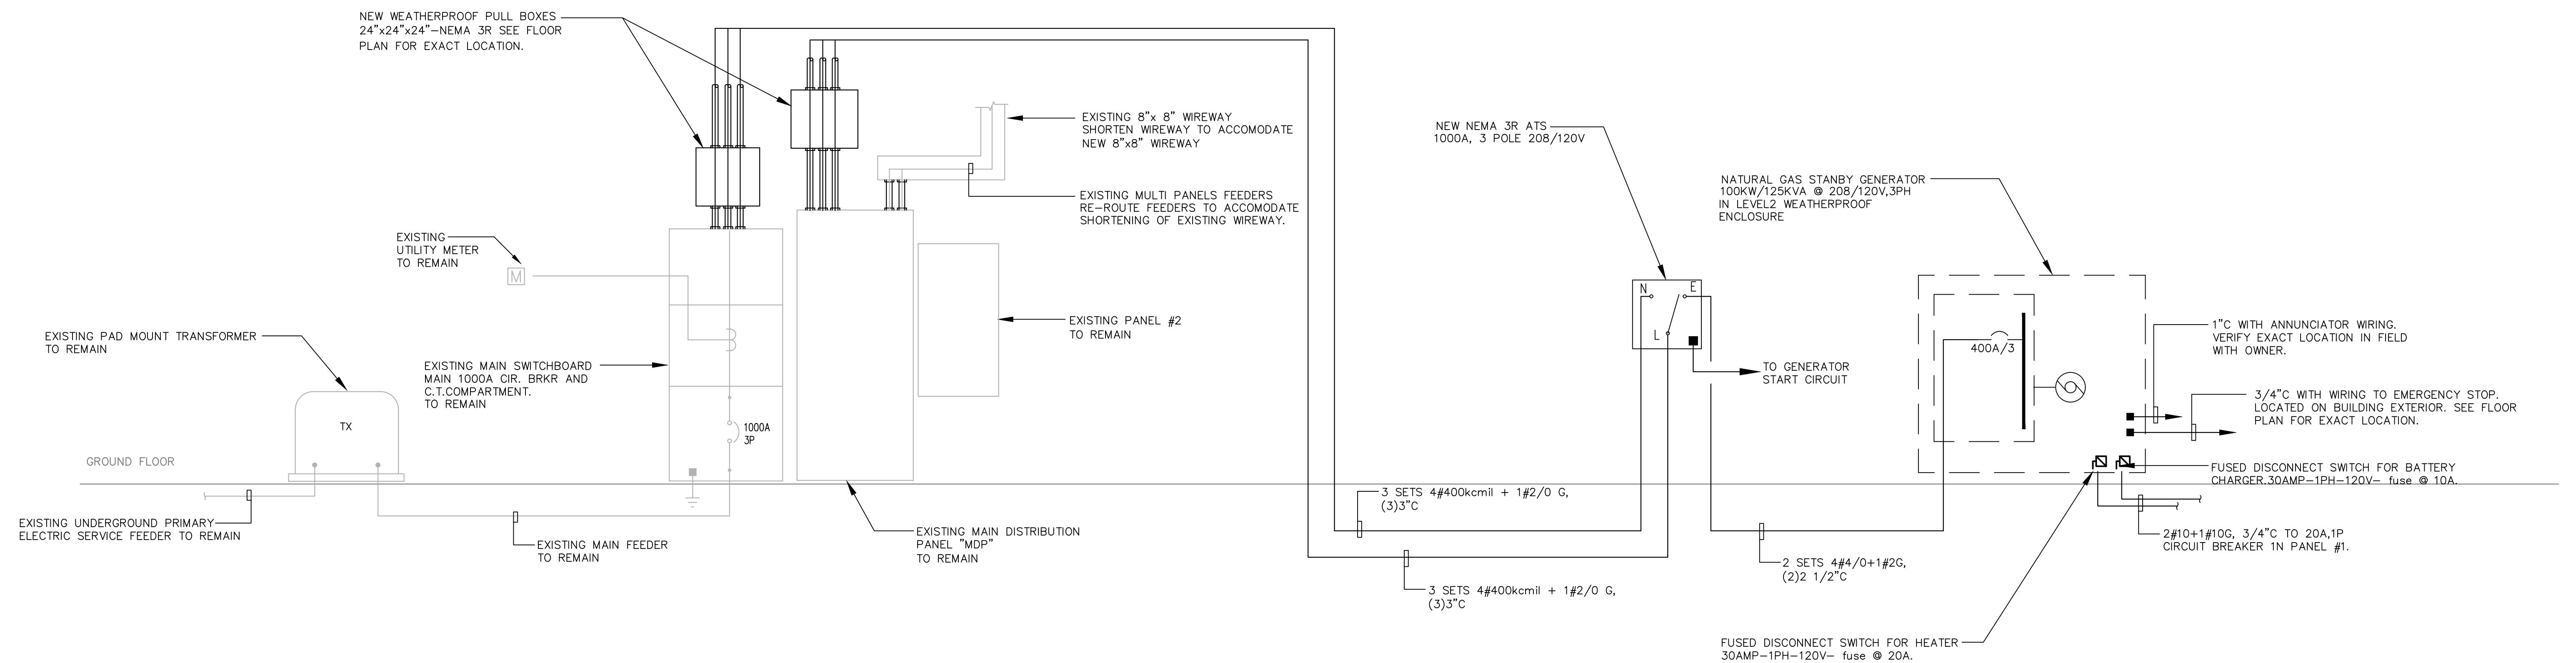 NEW WEATHERPROOF PULL BOXES
24"x24"x24"-NEMA 3R SEE FLOOR
PLAN FOR EXACT LOCATION.
EXISTING 8"x 8" WIREWAY
SHORTEN WIREWAY TO ACCOMODATE
NEW 8"x8" WIREWAY
NEW NEMA 3R ATS
1000A, 3 POLE 208/120V
NATURAL GAS STANBY GENERATOR
100KW/125KVA @ 208/120V,3PH
IN LEVEL2 WEATHERPROOF
ENCLOSURE
EXISTING MULTI PANELS FEEDERS
RE-ROUTE FEEDERS TO ACCOMODATE
SHORTENING OF EXISTING WIREWAY.
EXISTING
UTILITY METER
TO REMAIN
M
N
E
L
EXISTING PAD MOUNT TRANSFORMER
TO REMAIN
EXISTING PANEL #2
TO REMAIN
1"C WITH ANNUNCIATOR WIRING.
VERIFY EXACT LOCATION IN FIELD
WITH OWNER.
400A/3
EXISTING MAIN SWITCHBOARD
MAIN 1000A CIR. BRKR AND
C.T.COMPARTMENT.
TO REMAIN
TO GENERATOR
START CIRCUIT
3/4"C WITH WIRING TO EMERGENCY STOP.
LOCATED ON BUILDING EXTERIOR. SEE FLOOR
PLAN FOR EXACT LOCATION.
TX
1000A
3P
GROUND FLOOR
FUSED DISCONNECT SWITCH FOR BATTERY
CHARGER.30AMP-1PH-120V- fuse @ 10A.
3 SETS 4#400kcmil + 1#2/0 G,
(3)3"C
EXISTING UNDERGROUND PRIMARY
ELECTRIC SERVICE FEEDER TO REMAIN
EXISTING MAIN FEEDER
TO REMAIN
EXISTING MAIN DISTRIBUTION
PANEL "MDP"
TO REMAIN
2#10+1#10G, 3/4"C TO 20A,1P
CIRCUIT BREAKER 1N PANEL #1.
2 SETS 4#4/0+1#2G,
(2)2 1/2"C
3 SETS 4#400kcmil + 1#2/0 G,
(3)3"C
FUSED DISCONNECT SWITCH FOR HEATER
30AMP-1PH-120V- fuse @ 20A.